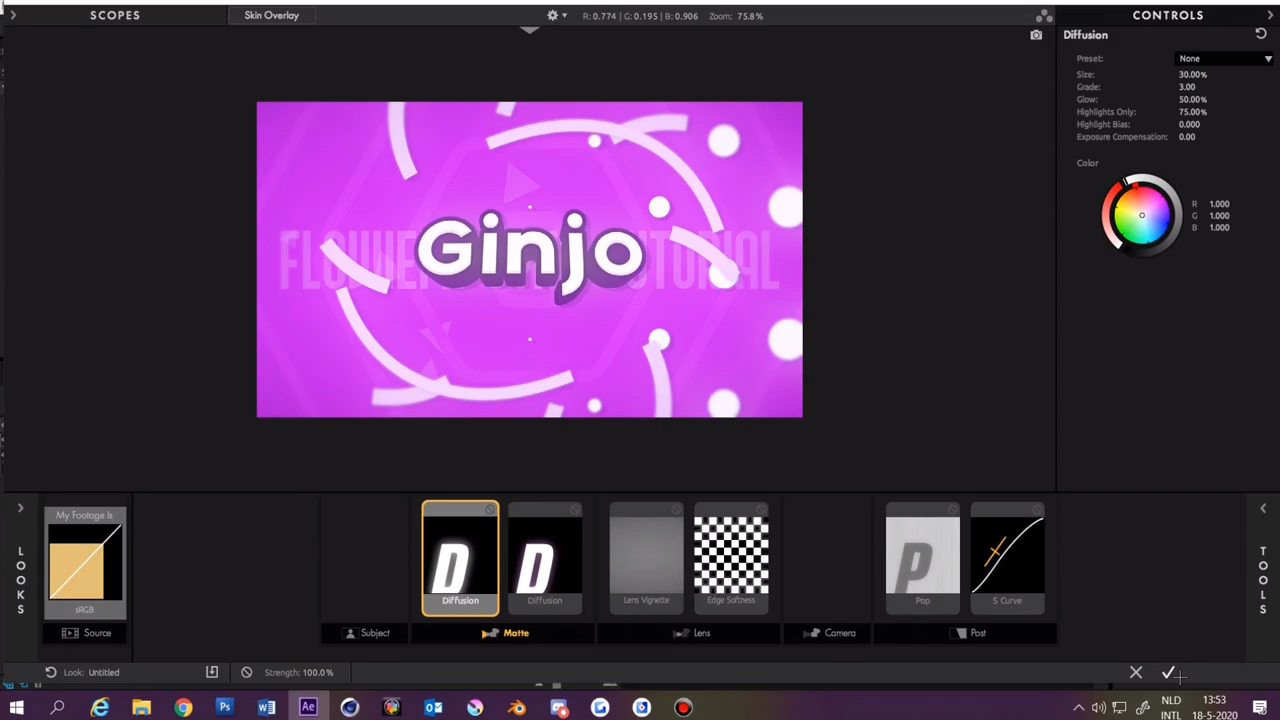 SCOPES
Skin Overlay
R: 0.774 | G: 0.195 | B: 0.906 Zoom: 75.8%
CONTROLS
Diffusion
Preset: None
Size: 30.00%
Grade: 3.00
Glow: 50.00%
Highlights Only: 75.00%
Highlight Bias: 0.000
Exposure Compensation: 0.00
Color
R 1.000
G 1.000
B 1.000
Ginjo
LOOKS
My Footage Is
sRGB
Source
D
Diffusion
D
Diffusion
Lens Vignette
Edge Softness
P
Pop
S Curve
TOOLS
Subject
Matte
Lens
Camera
Post
Look: Untitled
Strength: 100.0%
Ps
Ae
NLD
INTL
13:53
18-5-2020